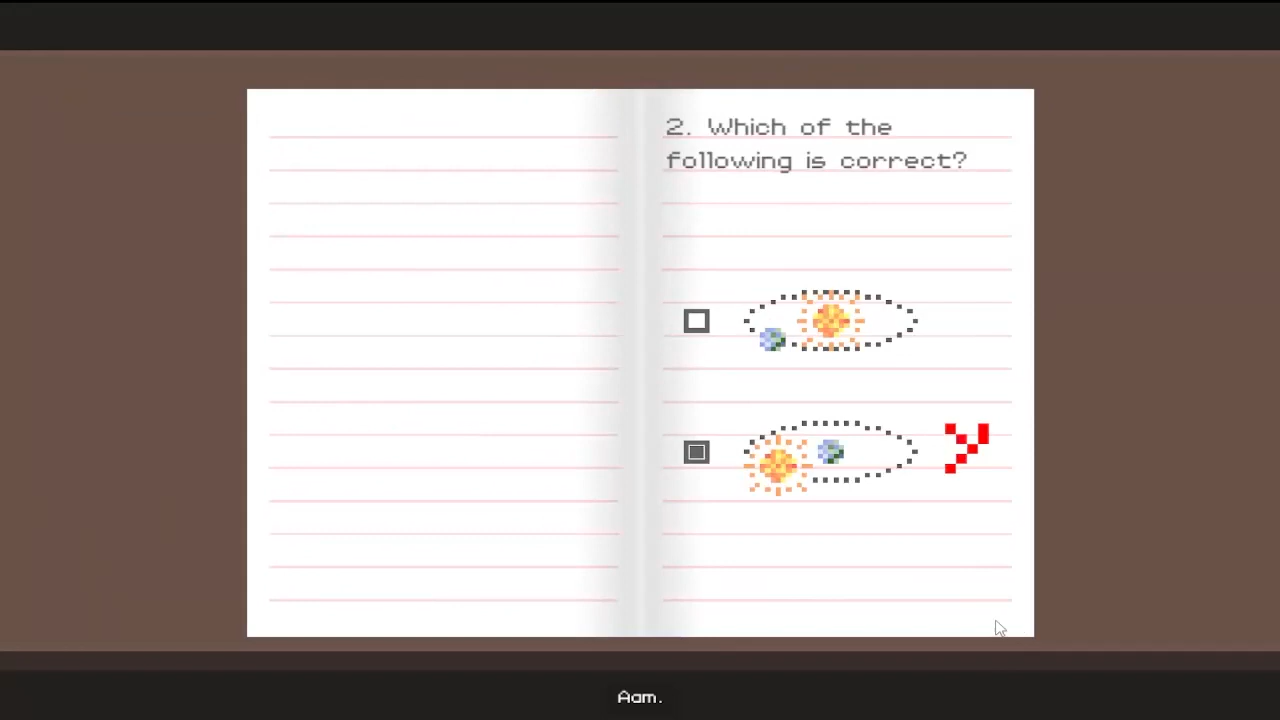 2. Which of the
following is correct?
Aam.